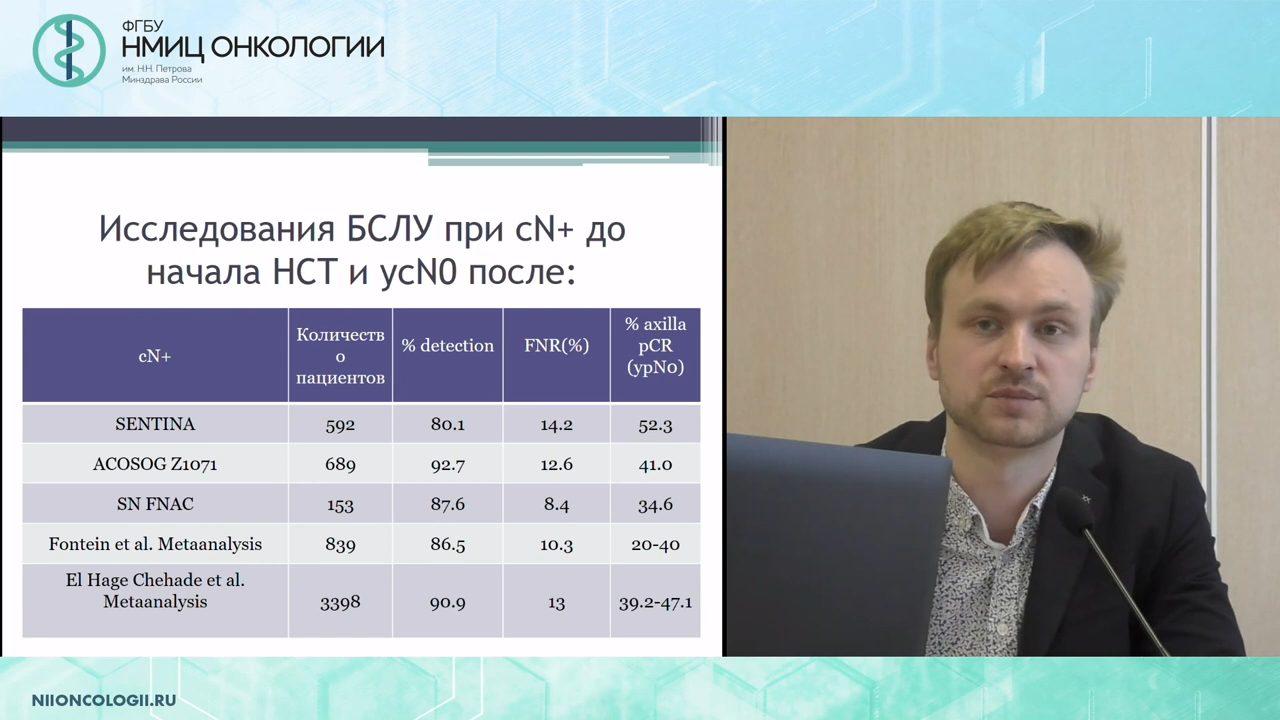 ФГБУ
НМИЦ ОНКОЛОГИИ
им. Н.Н. Петрова
Минздрава России
Исследования БСЛУ при cN+ до
начала НСТ и ycN0 после:
cN+
Количеств
о
пациентов
% detection
FNR(%)
% axilla
pCR
(ypN0)
SENTINA 592 80.1 14.2 52.3
ACOSOG Z1071 689 92.7 12.6 41.0
SN FNAC 153 87.6 8.4 34.6
Fontein et al. Metaanalysis 839 86.5 10.3 20-40
El Hage Chehade et al.
Metaanalysis 3398 90.9 13 39.2-47.1
NIIONCOLOGII.RU